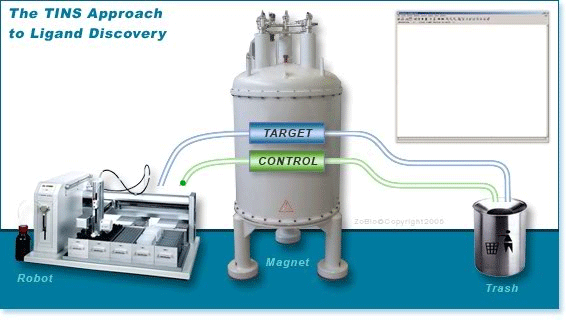 The TINS Approach
to Ligand Discovery
TARGET
CONTROL
ZoBio©Copyright2006
Robot
Magnet
Trash